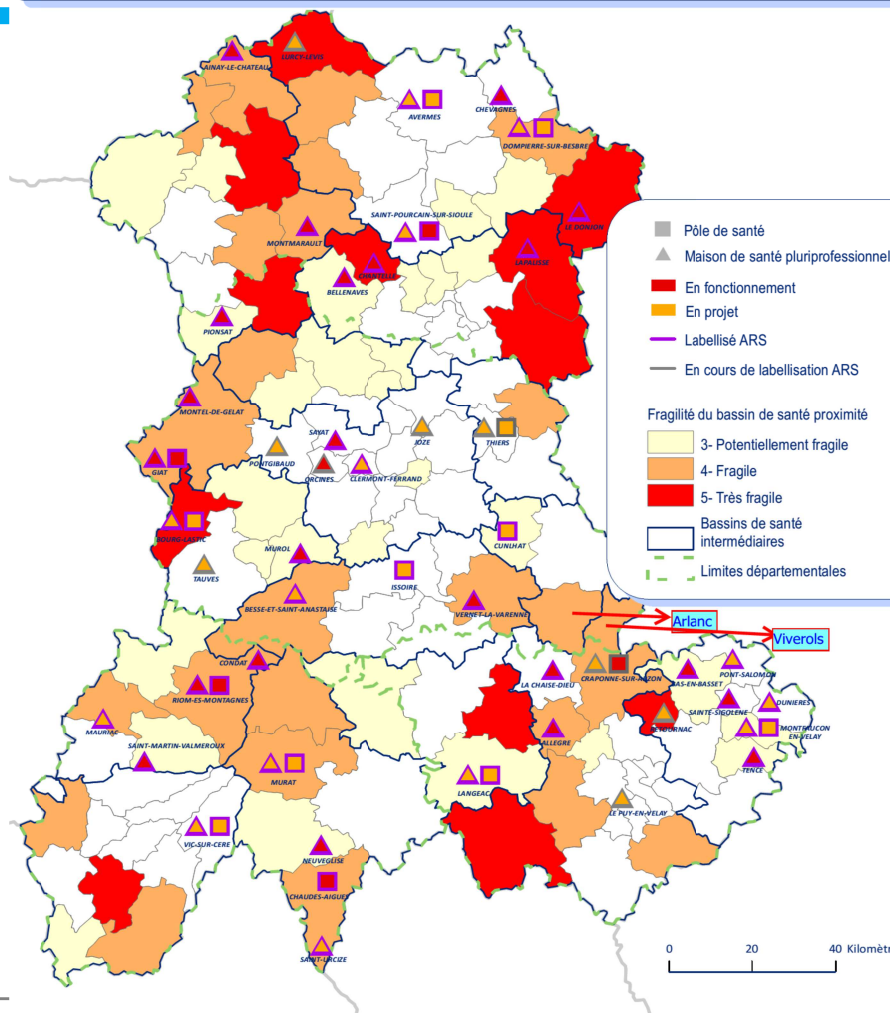 LURCY-LEVIS
AINAY-LE-CHATEAU
CHEVAGNES
AVERMES
DOMPIERRE-SUR-BESBRE
SAINT-POURCAIN-SUR-SIOULE
LE DONJON
MONTMARAULT
LAPALISSE
CHANTELLE
BELLENAVES
PIONSAT
MONTEL-DE-GELAT
SAYAT
JOZE
THIERS
PONTGIBAUD
GIAT
ORCINES
CLERMONT-FERRAND
BOURG-LASTIC
CUNLHAT
MUROL
TAUVES
ISSOIRE
BESSE-ET-SAINT-ANASTAISE
VERNET-LA-VARENNE
Pôle de santé
Maison de santé pluriprofessionnel
En fonctionnement
En projet
Labellisé ARS
En cours de labellisation ARS
Fragilité du bassin de santé proximité
3- Potentiellement fragile
4- Fragile
5- Très fragile
Bassins de santé
intermédiaires
Limites départementales
Arlanc
Viverols
CONDAT
CRAPONNE-SUR-ARZON
PONT-SALOMON
LA CHAISE-DIEU
BAS-EN-BASSET
RIOM-ES-MONTAGNES
SAINTE-SIGOLENE
DUNIERES
MAURIAC
RETOURNAC
MONTFAUCON
EN-VELAY
ALLEGRE
SAINT-MARTIN-VALMEROUX
TENCE
MURAT
LANGEAC
LE PUY-EN-VELAY
VIC-SUR-CERE
NEUVEGLISE
CHAUDES-AIGUES
SAINT-URCIZE
0 20 40 Kilomètr